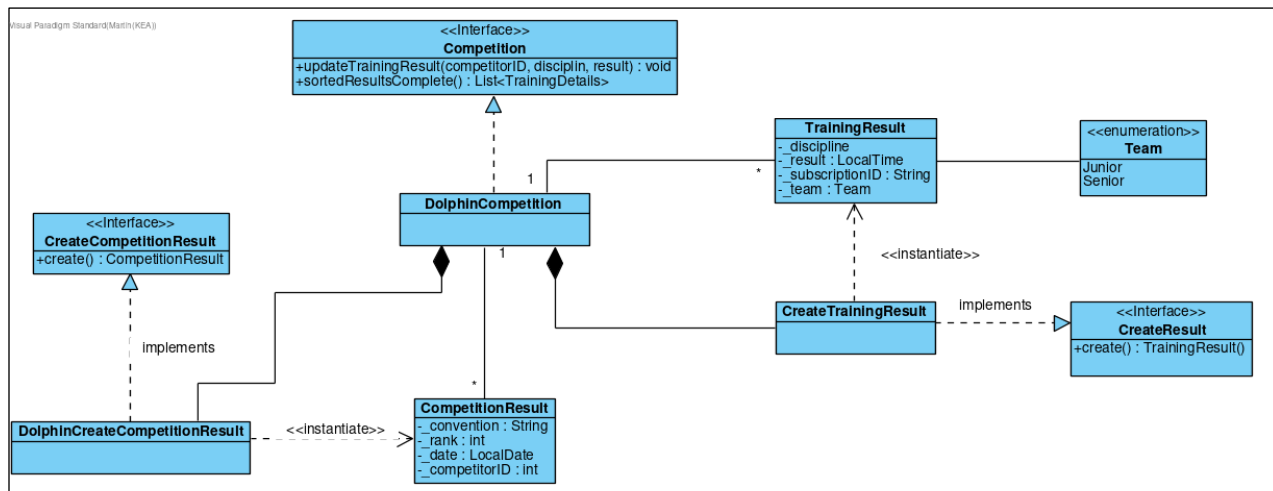 Visual Paradigm Standard(Martin(KEA))
<<Interface>>
Competition
+updateTrainingResult(competitorID, disciplin, result) : void
+sortedResultsComplete() : List<TrainingDetails>
TrainingResult
-_discipline
-_result : LocalTime
-_subscriptionID : String
-_team : Team
<<enumeration>>
Team
Junior
Senior
1
*
DolphinCompetition
1
<<Interface>>
CreateCompetitionResult
+create() : CompetitionResult
<<instantiate>>
CreateTrainingResult
implements
<<Interface>>
CreateResult
+create() : TrainingResult()
implements
*
DolphinCreateCompetitionResult
<<instantiate>>
CompetitionResult
-_convention : String
-_rank : int
-_date : LocalDate
-_competitorID : int